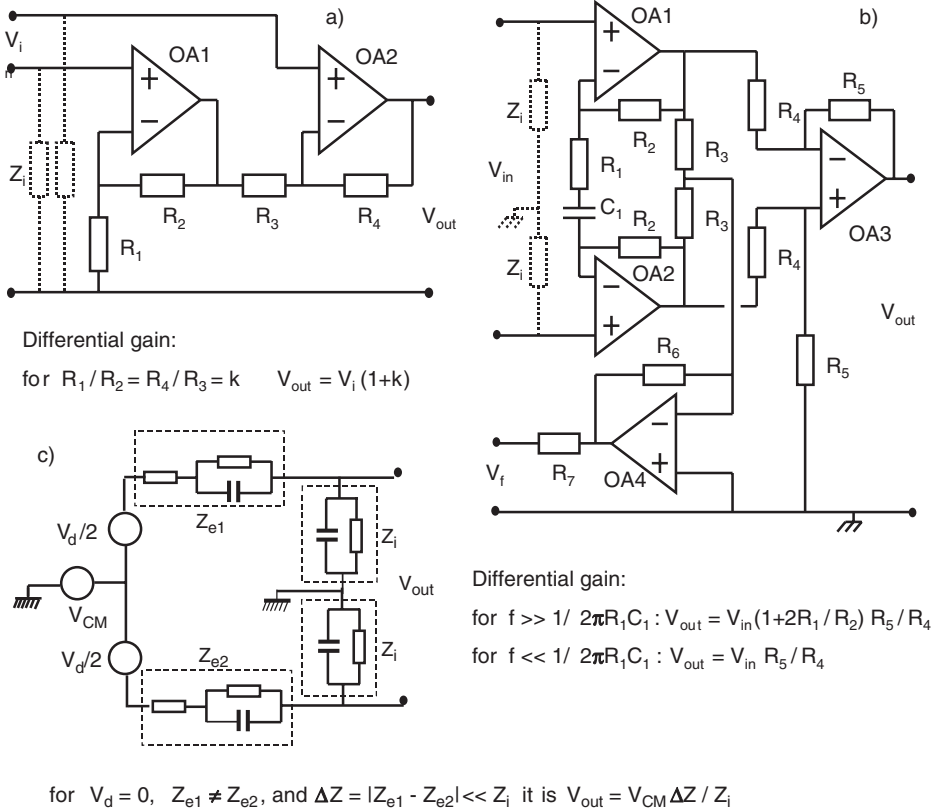 a)
V_i
n
OA1
+
−
OA2
+
−
Z_i
R_2
R_3
R_4
R_1
V_out
Differential gain:
for R_1/R_2 = R_4/R_3 = k V_out = V_i (1+k)
b)
OA1
+
−
Z_i
R_2
R_3
R_4
R_5
V_in
R_1
C_1
−
+
OA3
R_2
R_3
Z_i
OA2
−
+
R_4
V_out
R_6
R_5
−
+
V_f
R_7
OA4
Differential gain:
for f >> 1/ 2πR_1C_1 : V_out = V_in(1+2R_1/R_2) R_5/R_4
for f << 1/ 2πR_1C_1 : V_out = V_in R_5/R_4
c)
Z_e1
V_d/2
Z_i
V_CM
V_out
V_d/2
Z_e2
Z_i
for V_d = 0, Z_e1 ≠ Z_e2, and ΔZ = |Z_e1 - Z_e2| << Z_i it is V_out = V_CM ΔZ / Z_i